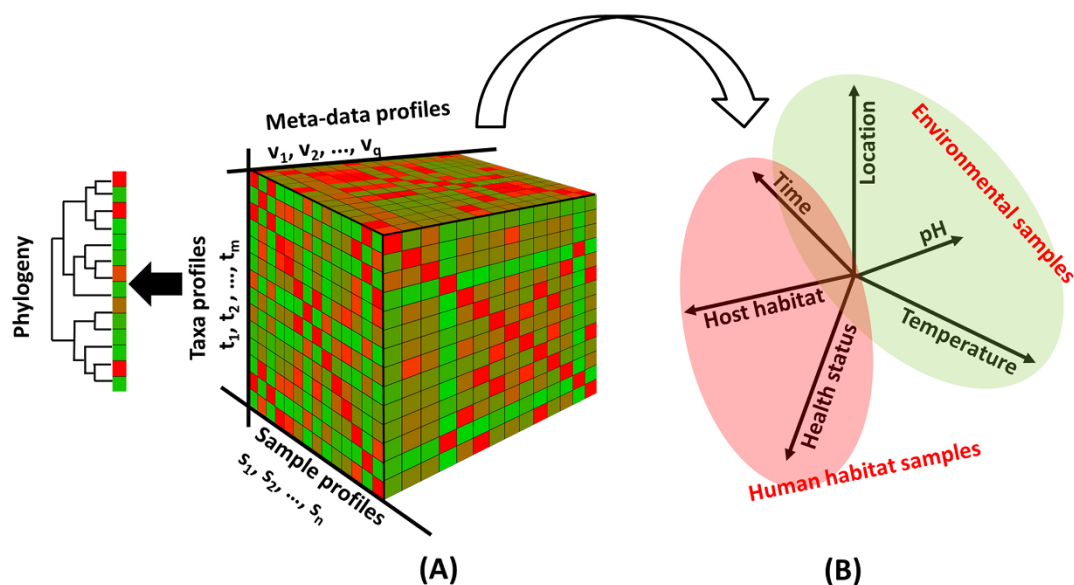 Phylogeny
Taxa profiles
t₁, t₂, ..., tₘ
Meta-data profiles
v₁, v₂, ..., v_q
Sample profiles
s₁, s₂, ..., sₙ
(A)
Environmental samples
Location
Time
pH
Host habitat
Temperature
Health status
Human habitat samples
(B)